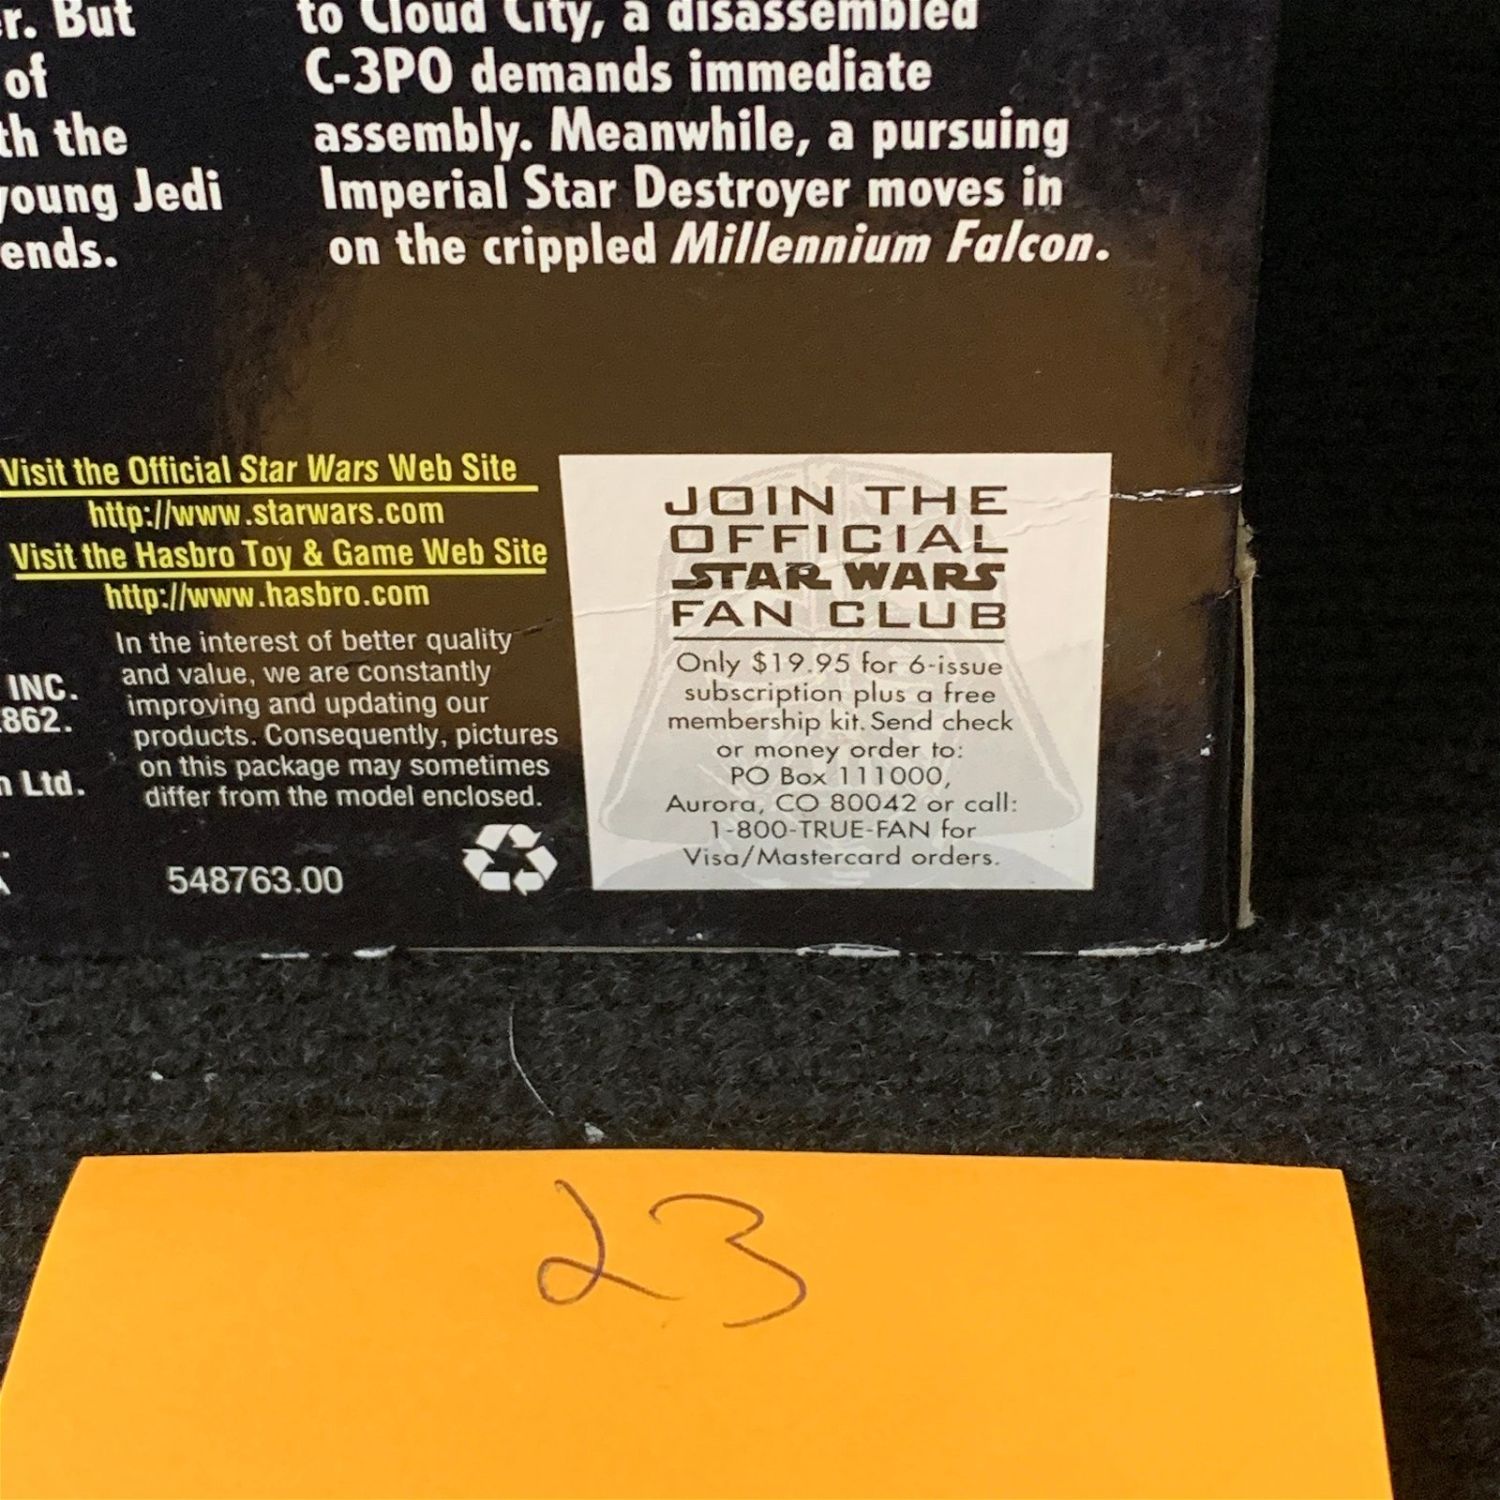 r. But
of
th the
young Jedi
ends.
to Cloud City, a disassembled
C-3PO demands immediate
assembly. Meanwhile, a pursuing
Imperial Star Destroyer moves in
on the crippled Millennium Falcon.
Visit the Official Star Wars Web Site
http://www.starwars.com
Visit the Hasbro Toy & Game Web Site
http://www.hasbro.com
INC.
862.
Ltd.
In the interest of better quality
and value, we are constantly
improving and updating our
products. Consequently, pictures
on this package may sometimes
differ from the model enclosed.
548763.00
JOIN THE
OFFICIAL
STAR WARS
FAN CLUB
Only $19.95 for 6-issue
subscription plus a free
membership kit. Send check
or money order to:
PO Box 111000,
Aurora, CO 80042 or call:
1-800-TRUE-FAN for
Visa/Mastercard orders.
23